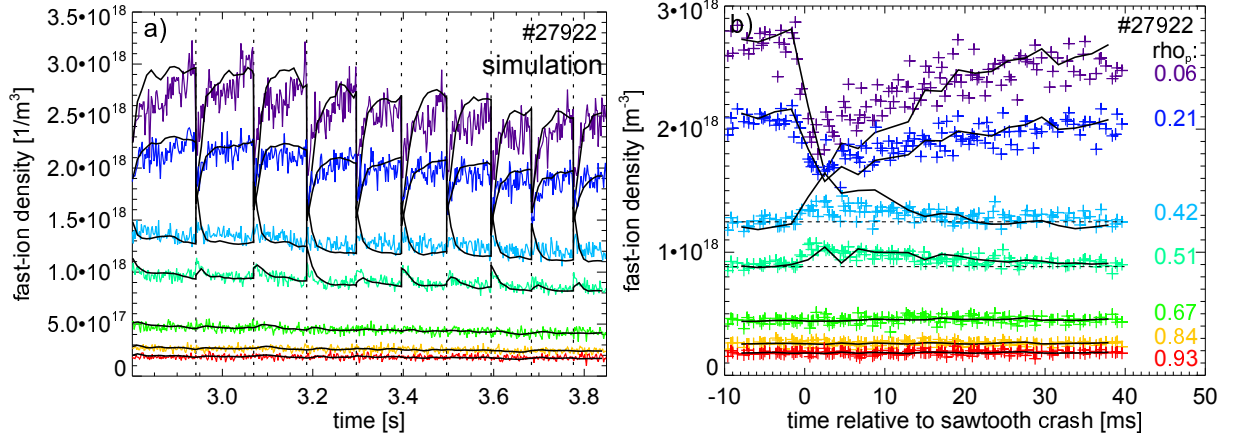 a)
#27922
simulation
3.5•10¹⁸
3.0•10¹⁸
2.5•10¹⁸
2.0•10¹⁸
1.5•10¹⁸
1.0•10¹⁸
5.0•10¹⁷
0
fast-ion density [1/m³]
3.0 3.2 3.4 3.6 3.8
time [s]
b)
#27922
rhoₚ:
0.06
0.21
0.42
0.51
0.67
0.84
0.93
3•10¹⁸
2•10¹⁸
1•10¹⁸
0
fast-ion density [m⁻³]
-10 0 10 20 30 40 50
time relative to sawtooth crash [ms]